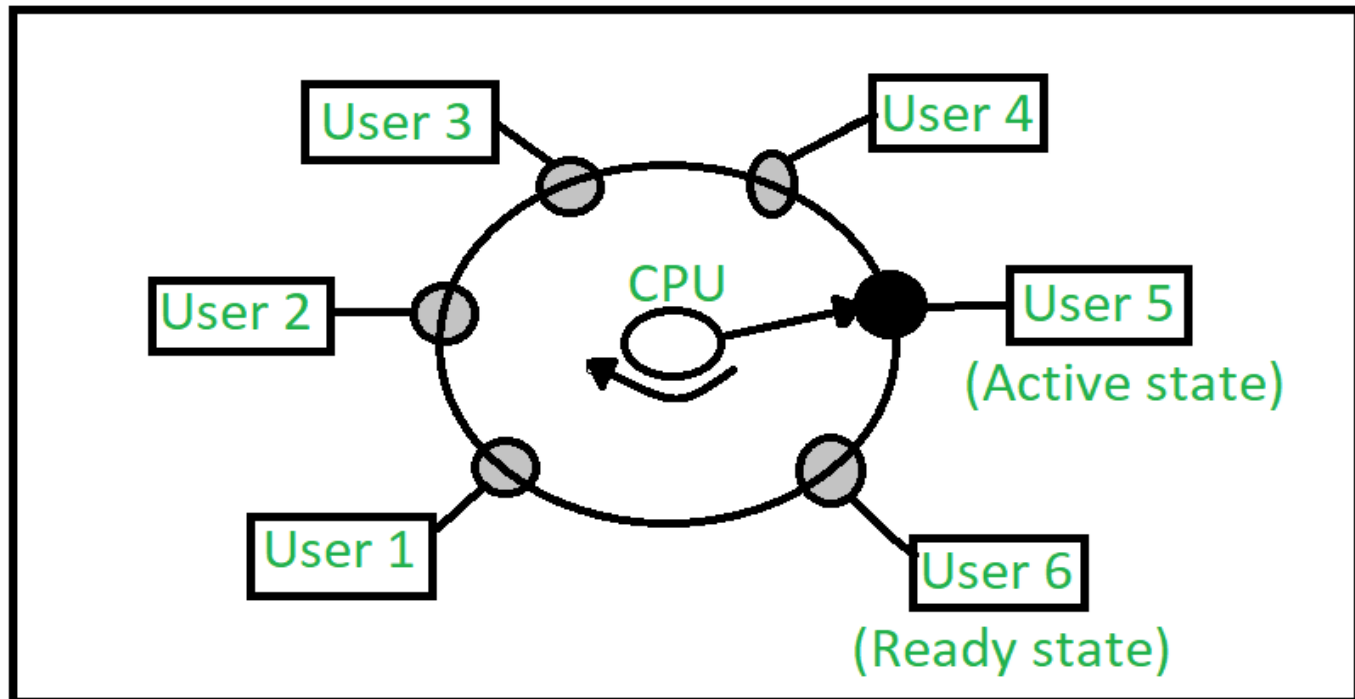 User 3
User 4
CPU
User 2
User 5
(Active state)
User 1
User 6
(Ready state)